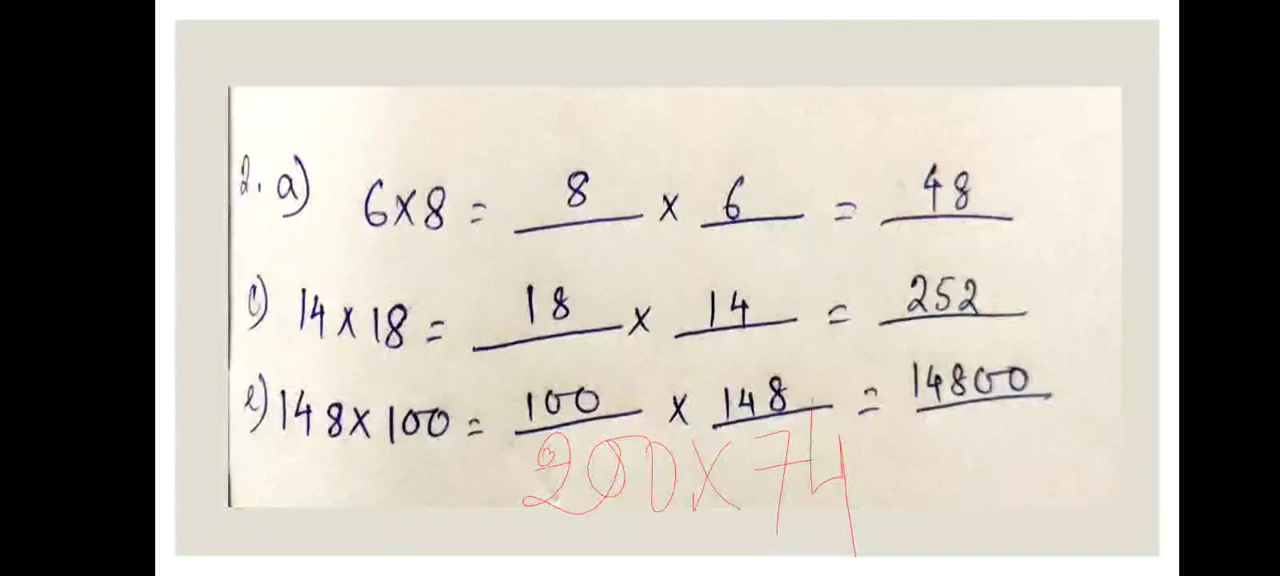 2. a) 6×8 = 8 × 6 = 48
c) 14 × 18 = 18 × 14 = 252
e) 148 × 100 = 100 × 148 = 14800
200 × 74